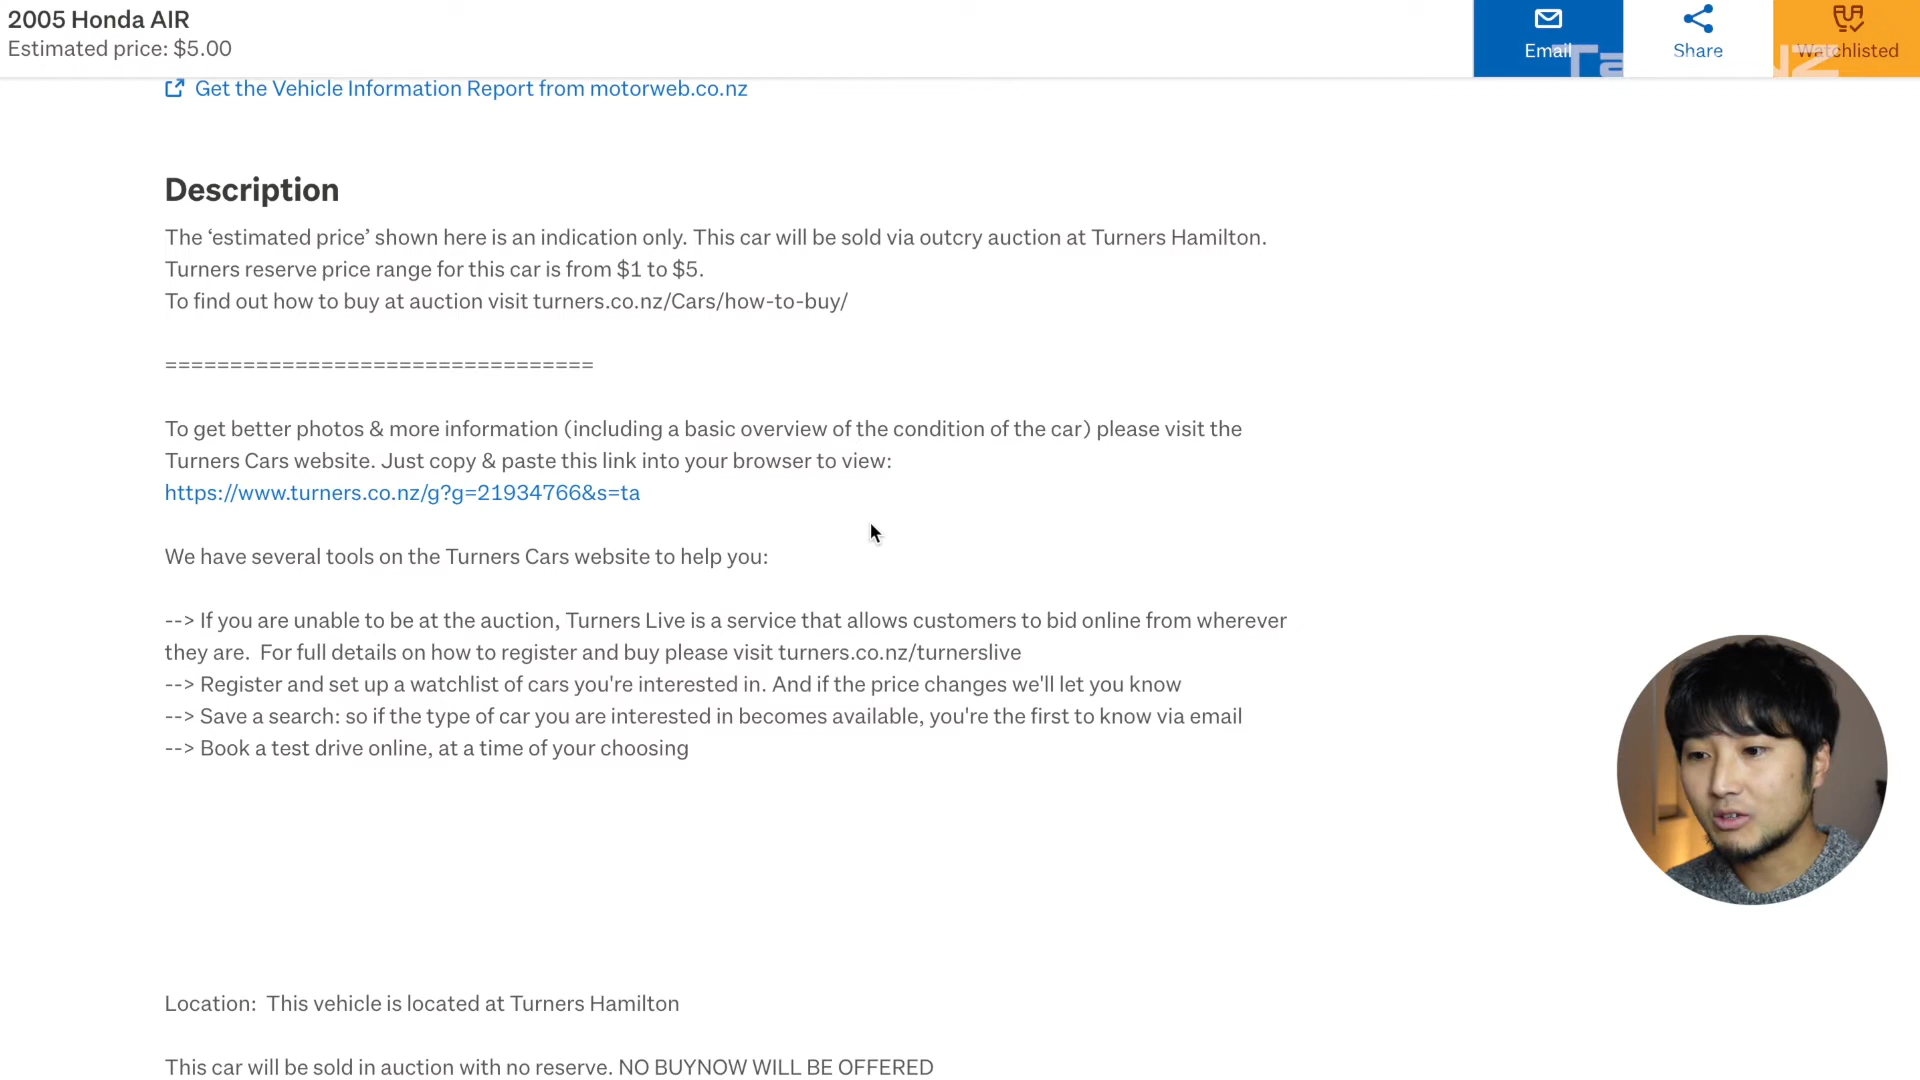 2005 Honda AIR
Estimated price: $5.00
Email
Share
Watchlisted
Get the Vehicle Information Report from motorweb.co.nz
Description
The ‘estimated price’ shown here is an indication only. This car will be sold via outcry auction at Turners Hamilton.
Turners reserve price range for this car is from $1 to $5.
To find out how to buy at auction visit turners.co.nz/Cars/how-to-buy/
=================================
To get better photos & more information (including a basic overview of the condition of the car) please visit the
Turners Cars website. Just copy & paste this link into your browser to view:
https://www.turners.co.nz/g?g=21934766&s=ta
We have several tools on the Turners Cars website to help you:
--> If you are unable to be at the auction, Turners Live is a service that allows customers to bid online from wherever
they are.  For full details on how to register and buy please visit turners.co.nz/turnerslive
--> Register and set up a watchlist of cars you're interested in. And if the price changes we'll let you know
--> Save a search: so if the type of car you are interested in becomes available, you're the first to know via email
--> Book a test drive online, at a time of your choosing
Location:  This vehicle is located at Turners Hamilton
This car will be sold in auction with no reserve. NO BUYNOW WILL BE OFFERED